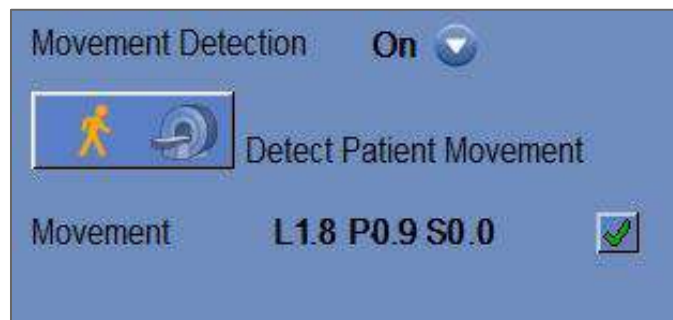 Movement Detection On
Detect Patient Movement
Movement L1.8 P0.9 S0.0